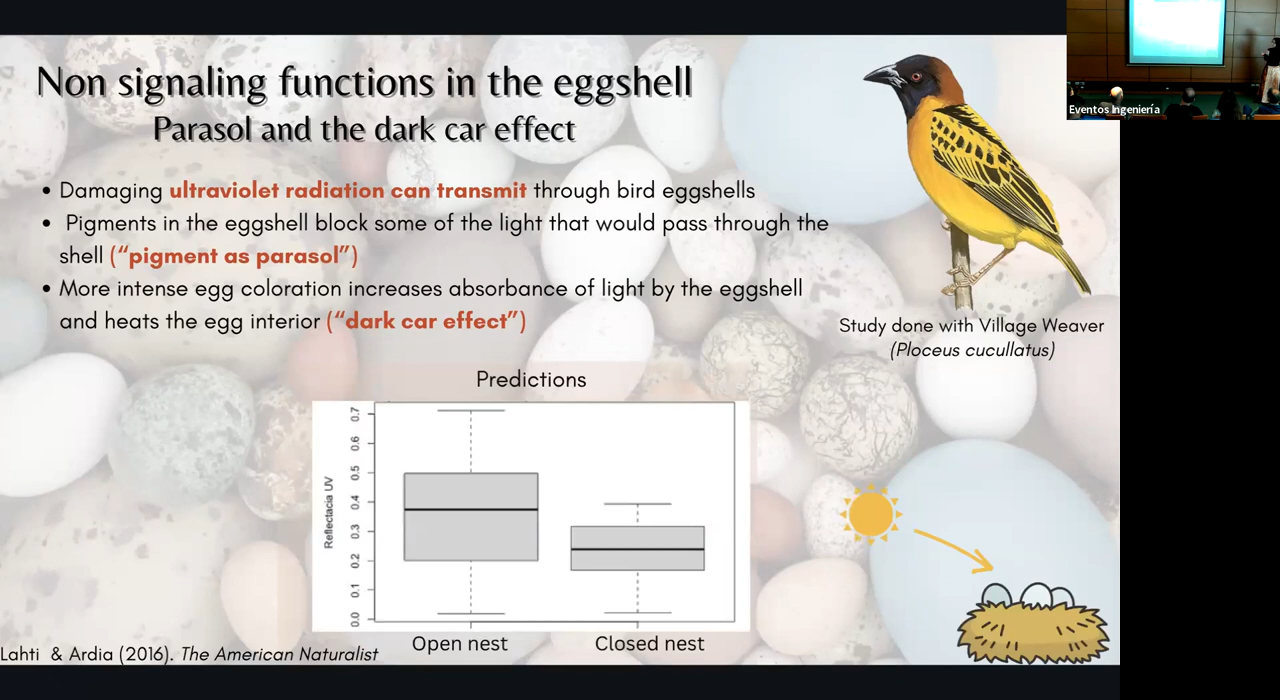 Non signaling functions in the eggshell
Parasol and the dark car effect
Eventos Ingeniería
• Damaging ultraviolet radiation can transmit through bird eggshells
• Pigments in the eggshell block some of the light that would pass through the
shell (“pigment as parasol”)
• More intense egg coloration increases absorbance of light by the eggshell
and heats the egg interior (“dark car effect”)
Study done with Village Weaver
(Ploceus cucullatus)
Predictions
Reflectacia UV
0.7
0.6
0.5
0.4
0.3
0.2
0.1
0.0
Open nest
Closed nest
Lahti & Ardia (2016). The American Naturalist